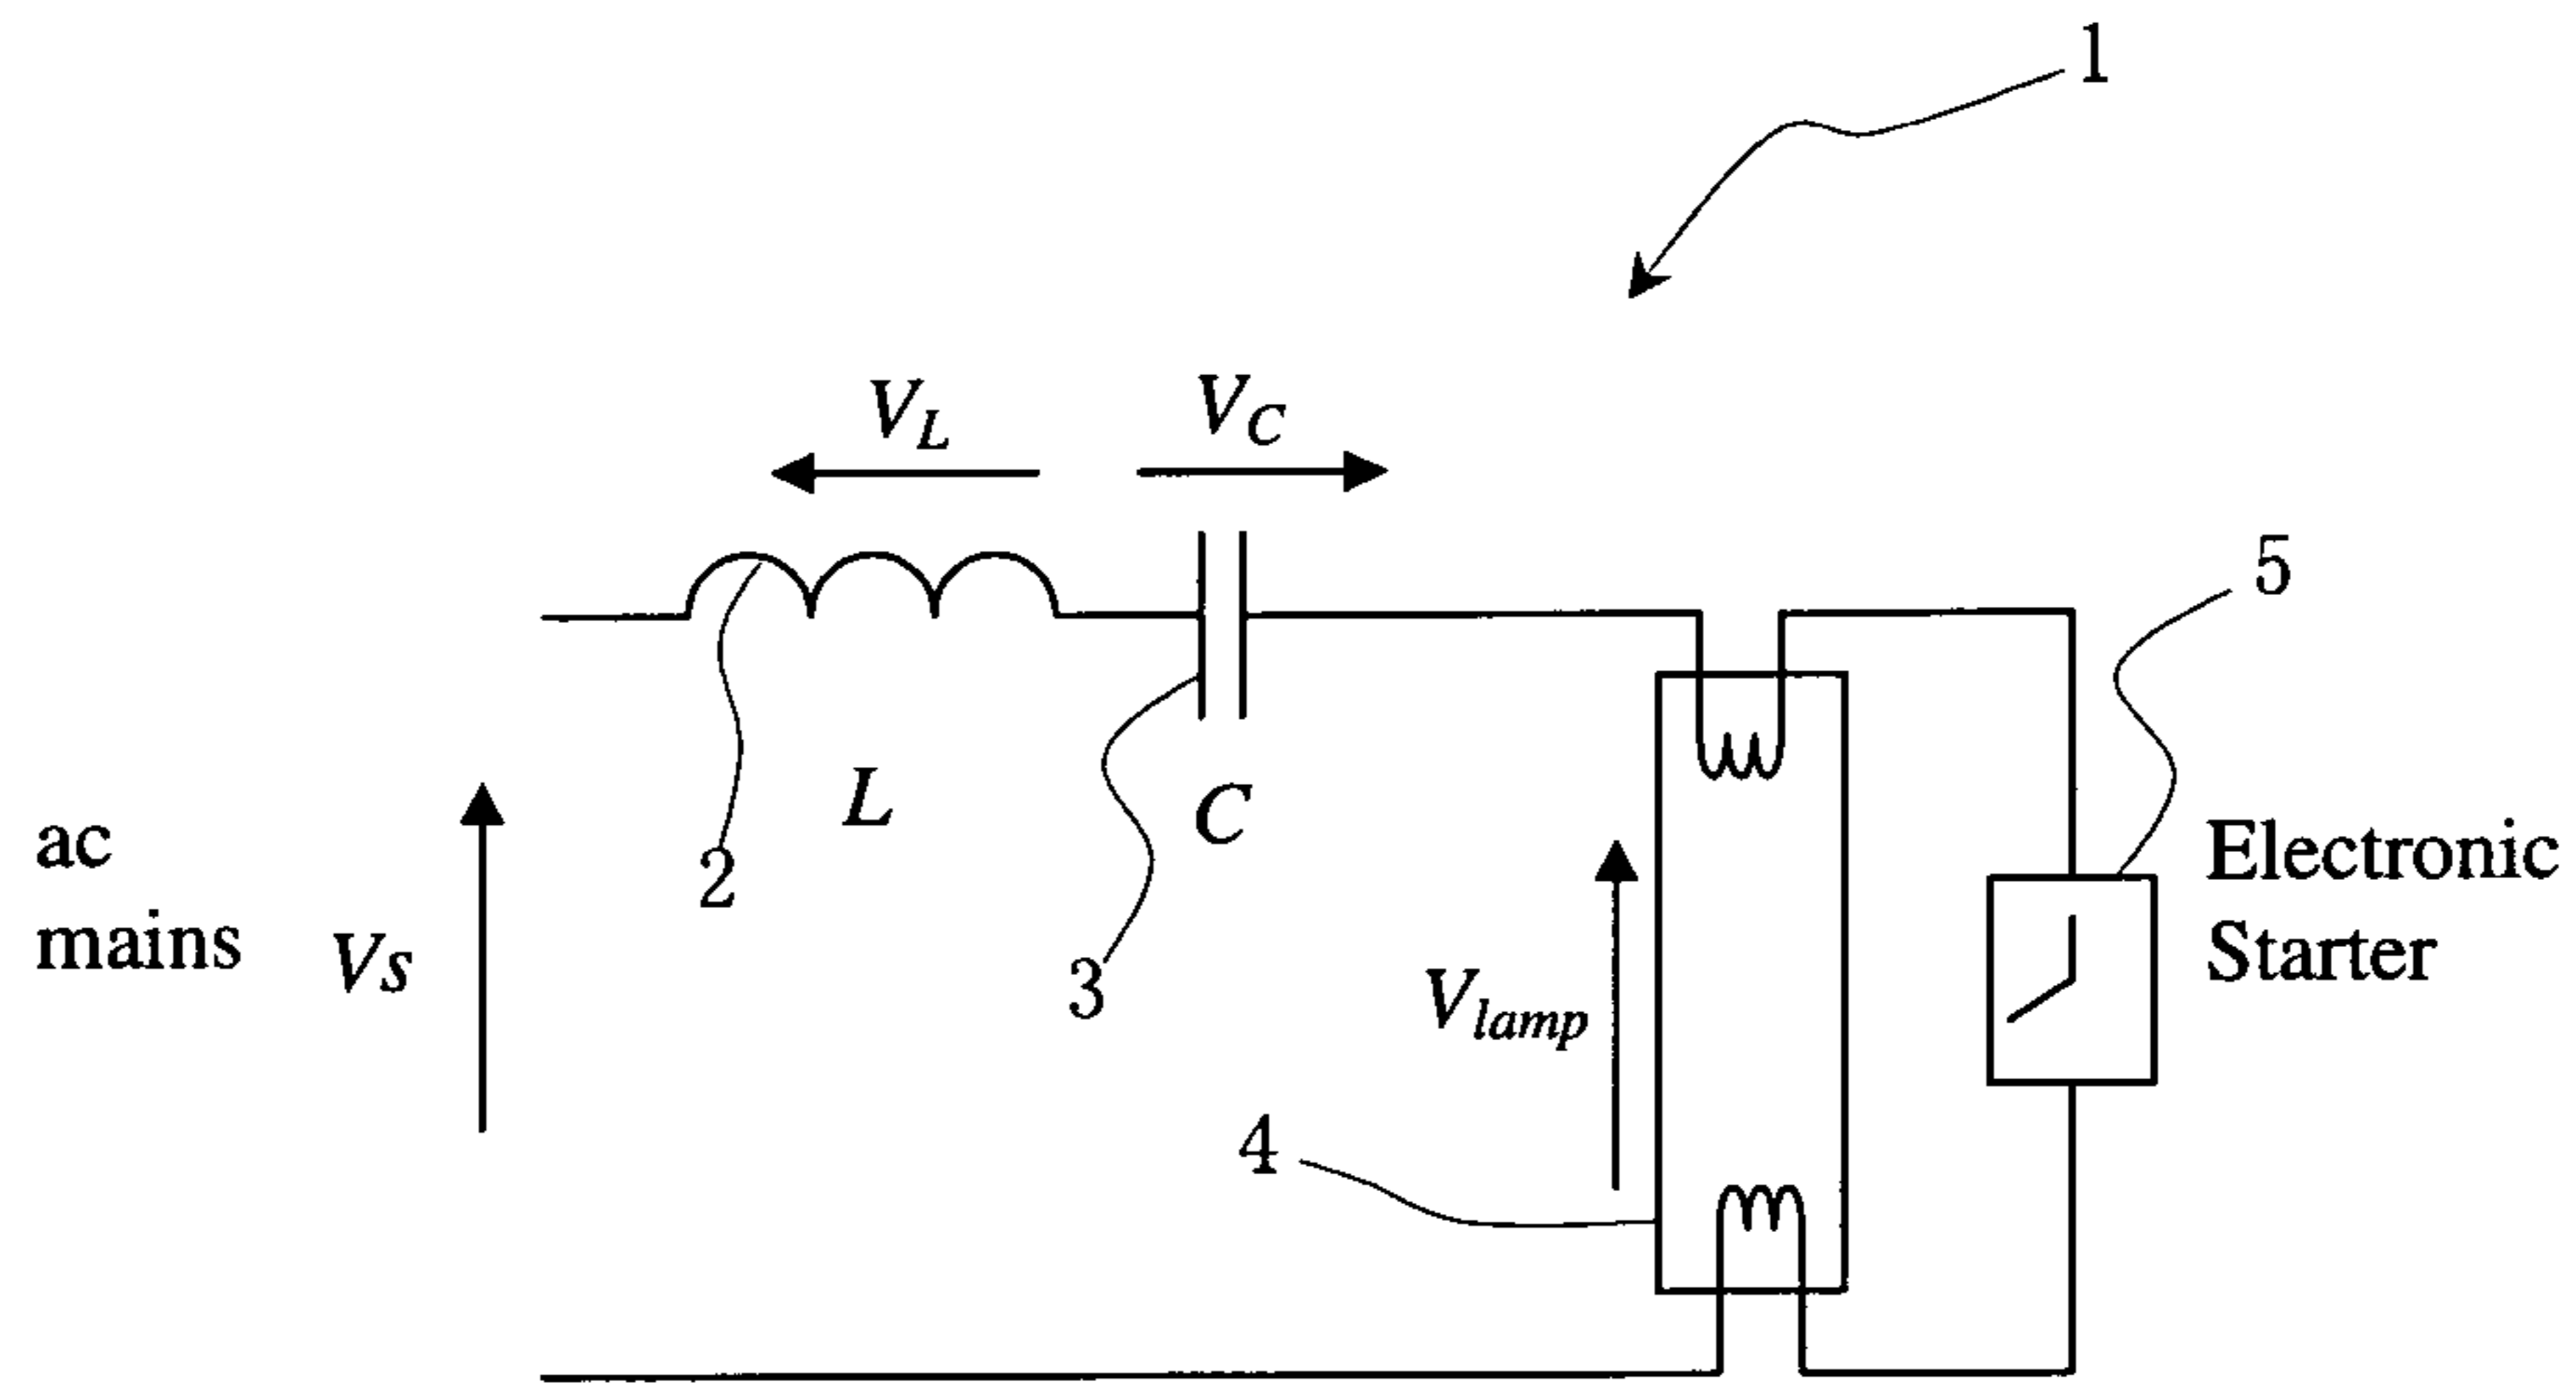 1
V_L
V_C
5
L
C
2
3
ac
mains
Vs
V_lamp
Electronic
Starter
4